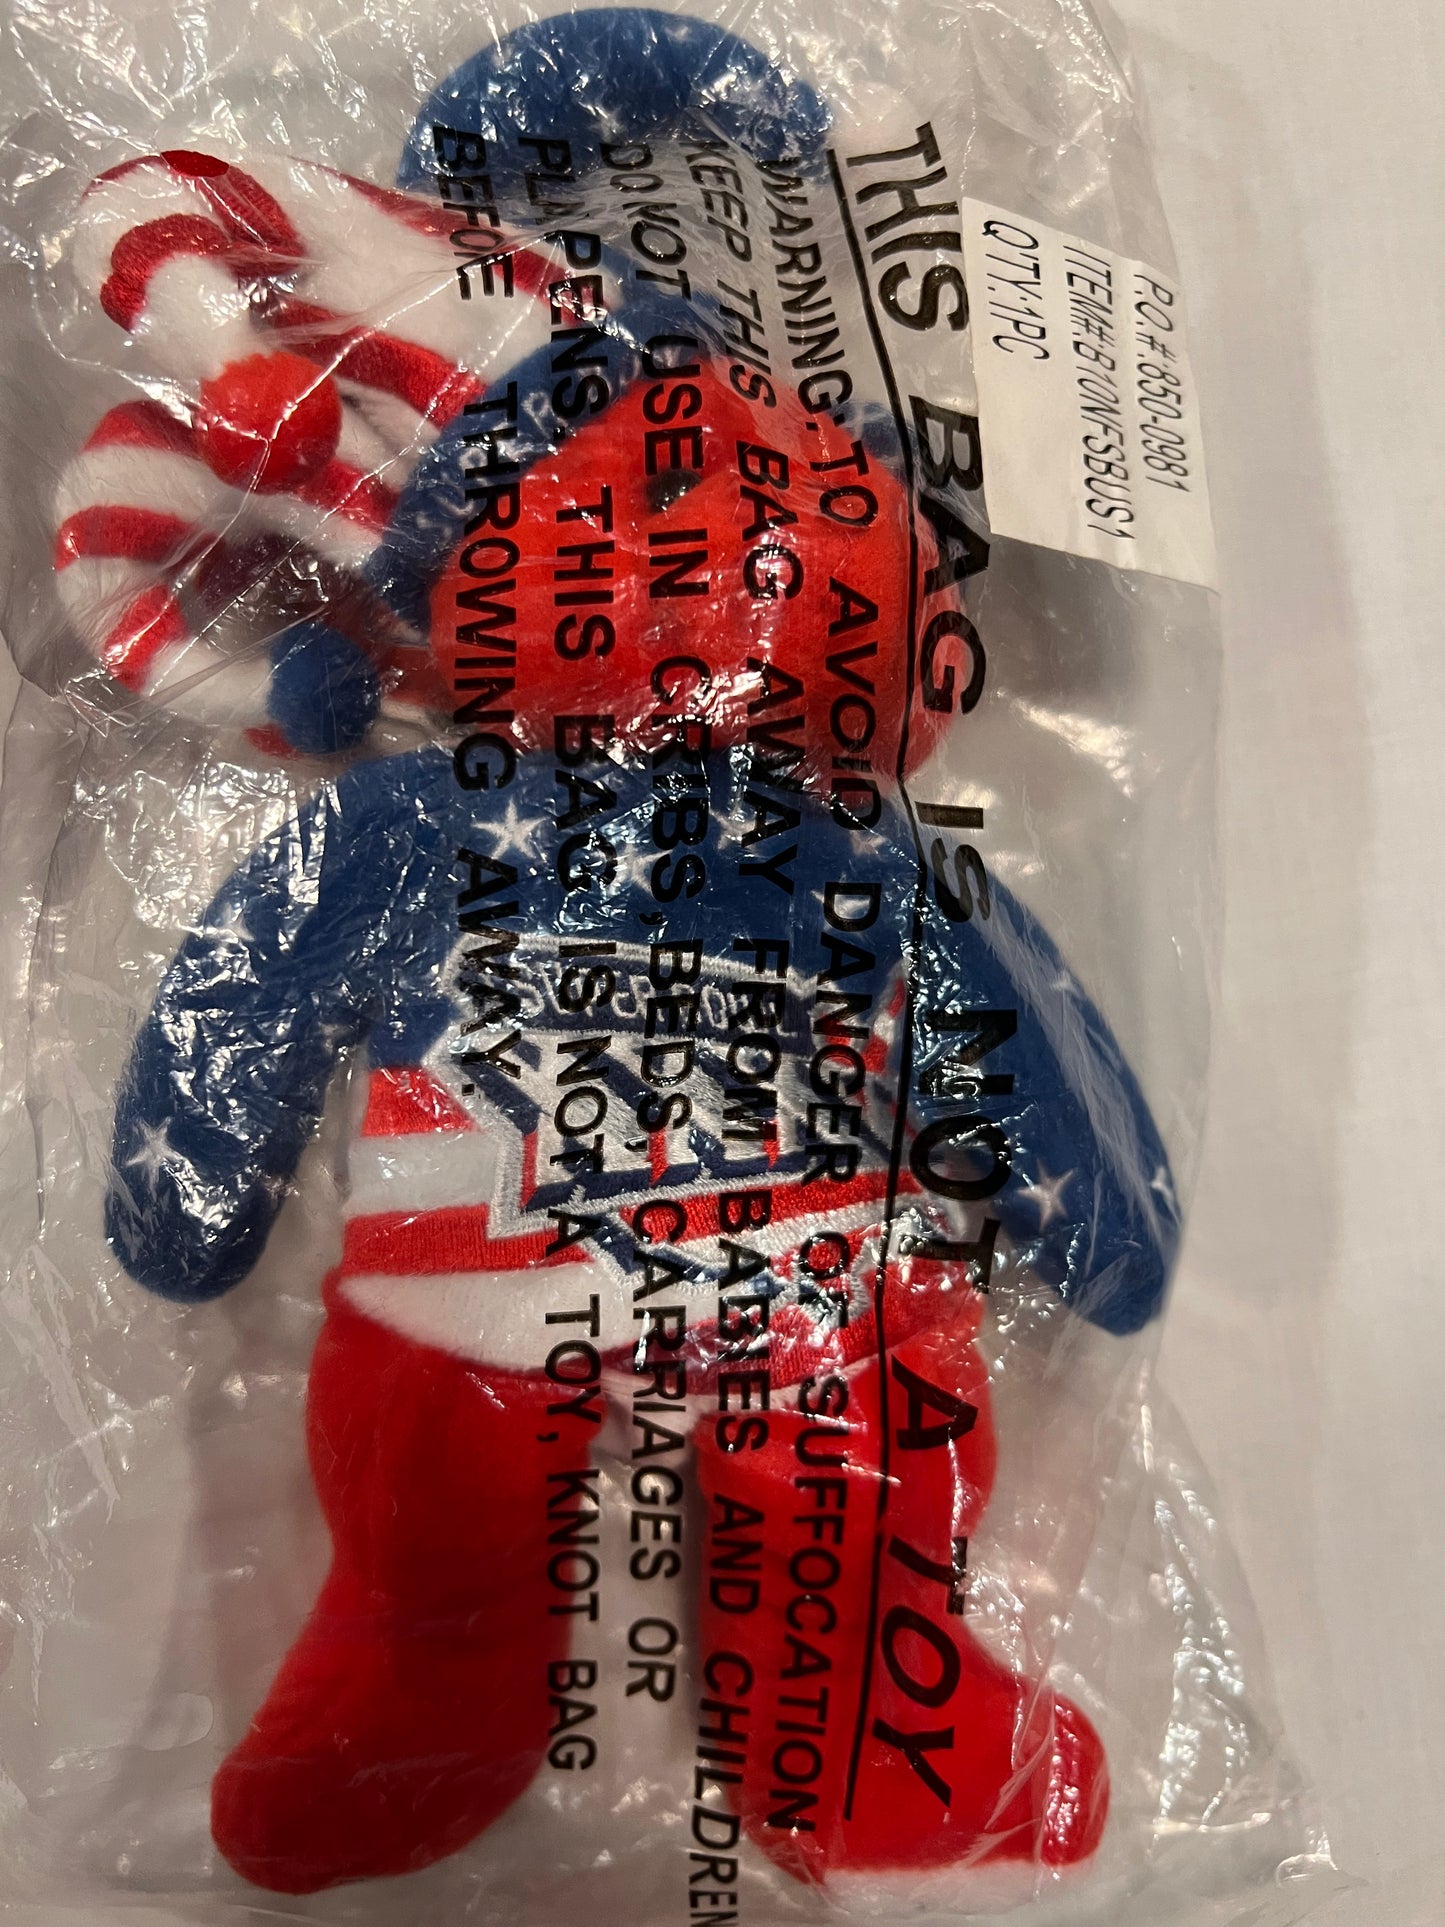 P.O.#:850-0981
ITEM#:B10NFSBUS1
Q'TY:1PC
THIS BAG IS NOT A TOY
WARNING: TO AVOID DANGER OF SUFFOCATION
KEEP THIS BAG AWAY FROM BABIES AND CHILDREN
DO NOT USE IN CRIBS, BEDS, CARRIAGES OR
PLAYPENS. THIS BAG IS NOT A TOY, KNOT BAG
BEFORE THROWING AWAY.